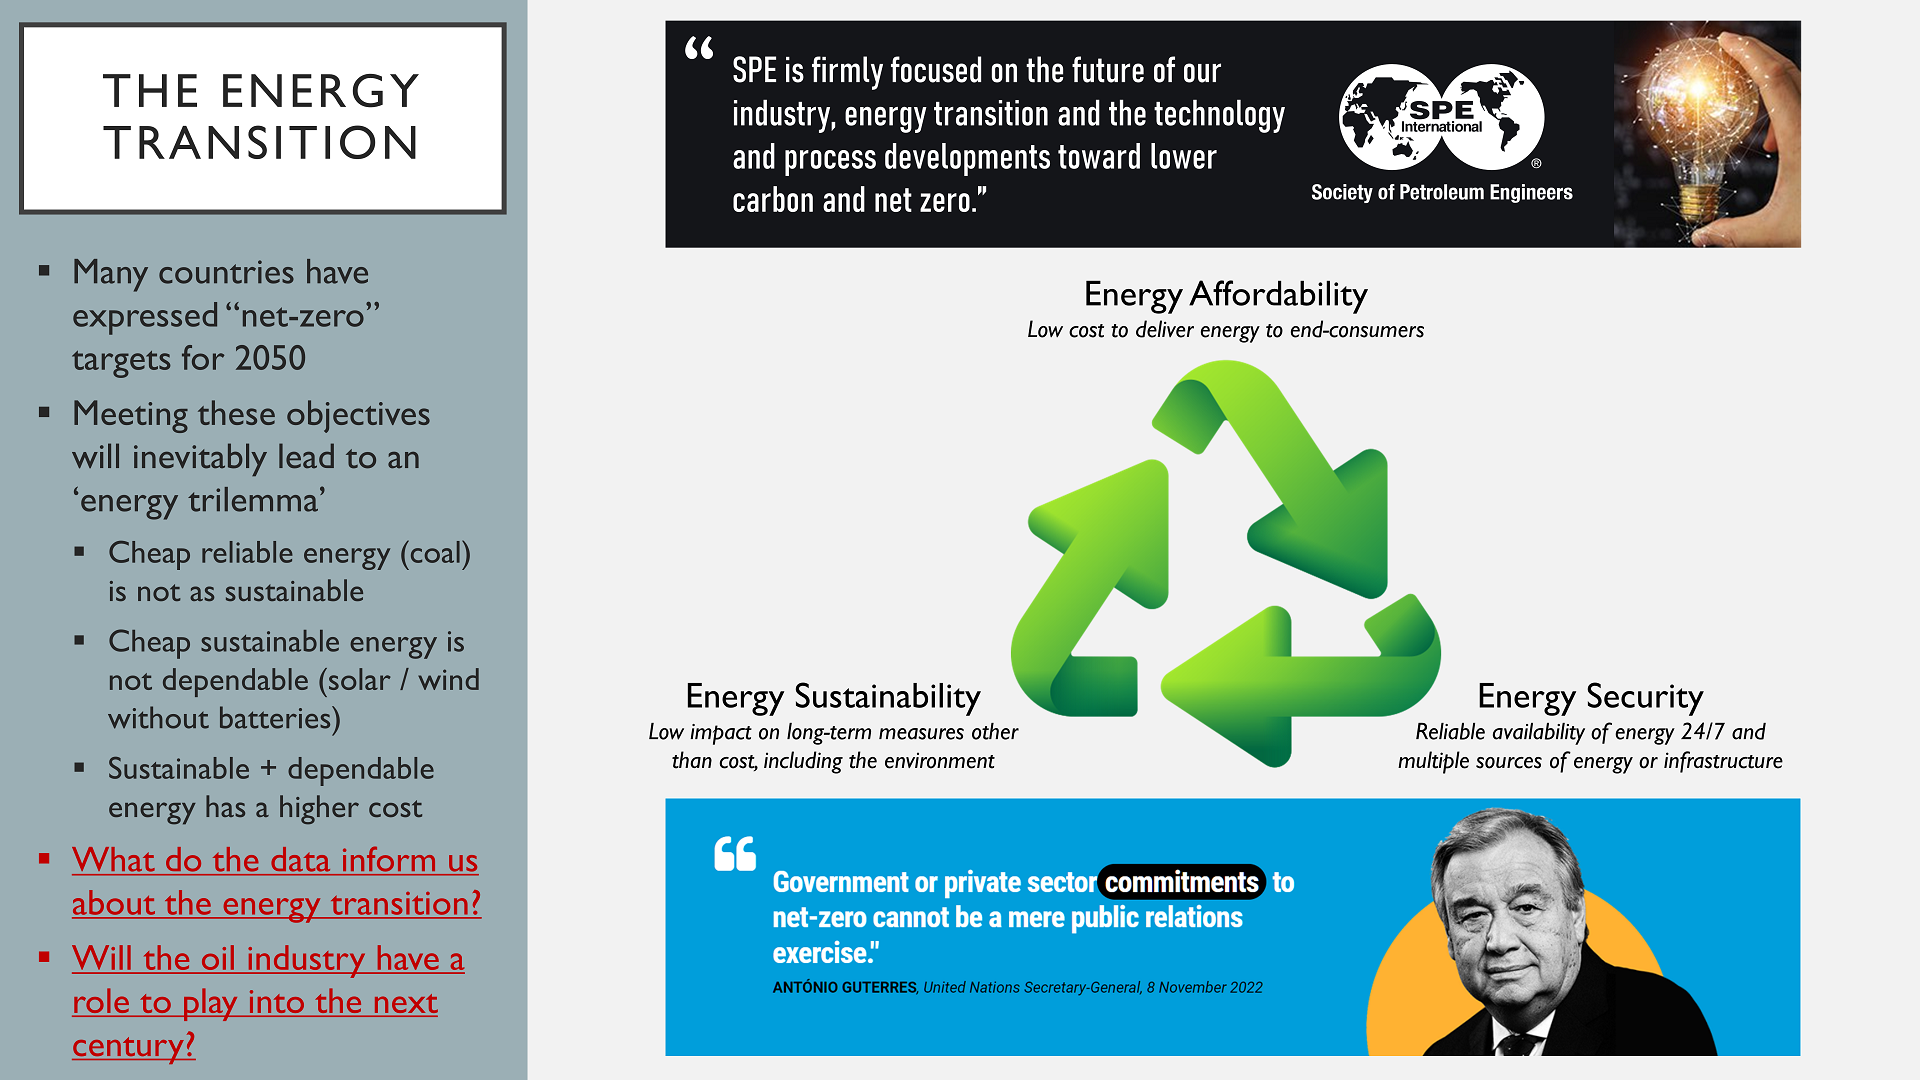 THE ENERGY
TRANSITION
▪ Many countries have
expressed “net-zero”
targets for 2050
▪ Meeting these objectives
will inevitably lead to an
‘energy trilemma’
▪ Cheap reliable energy (coal)
is not as sustainable
▪ Cheap sustainable energy is
not dependable (solar / wind
without batteries)
▪ Sustainable + dependable
energy has a higher cost
▪ What do the data inform us
about the energy transition?
▪ Will the oil industry have a
role to play into the next
century?
“ SPE is firmly focused on the future of our
industry, energy transition and the technology
and process developments toward lower
carbon and net zero.”
SPE
International
®
Society of Petroleum Engineers
Energy Affordability
Low cost to deliver energy to end-consumers
Energy Sustainability
Low impact on long-term measures other
than cost, including the environment
Energy Security
Reliable availability of energy 24/7 and
multiple sources of energy or infrastructure
“
Government or private sector commitments to
net-zero cannot be a mere public relations
exercise."
ANTÓNIO GUTERRES, United Nations Secretary-General, 8 November 2022